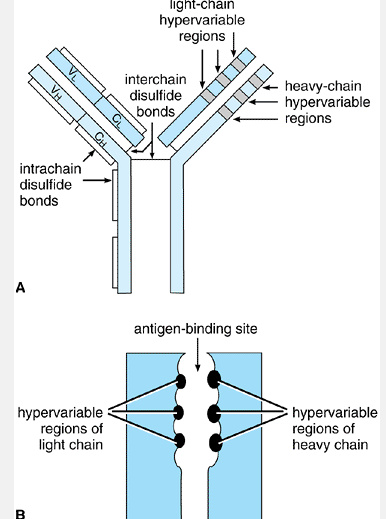 light-chain
hypervariable
regions
interchain
disulfide
bonds
heavy-chain
hypervariable
regions
VL
VH
CL
CH
intrachain
disulfide
bonds
A
antigen-binding site
hypervariable
regions of
light chain
hypervariable
regions of
heavy chain
B